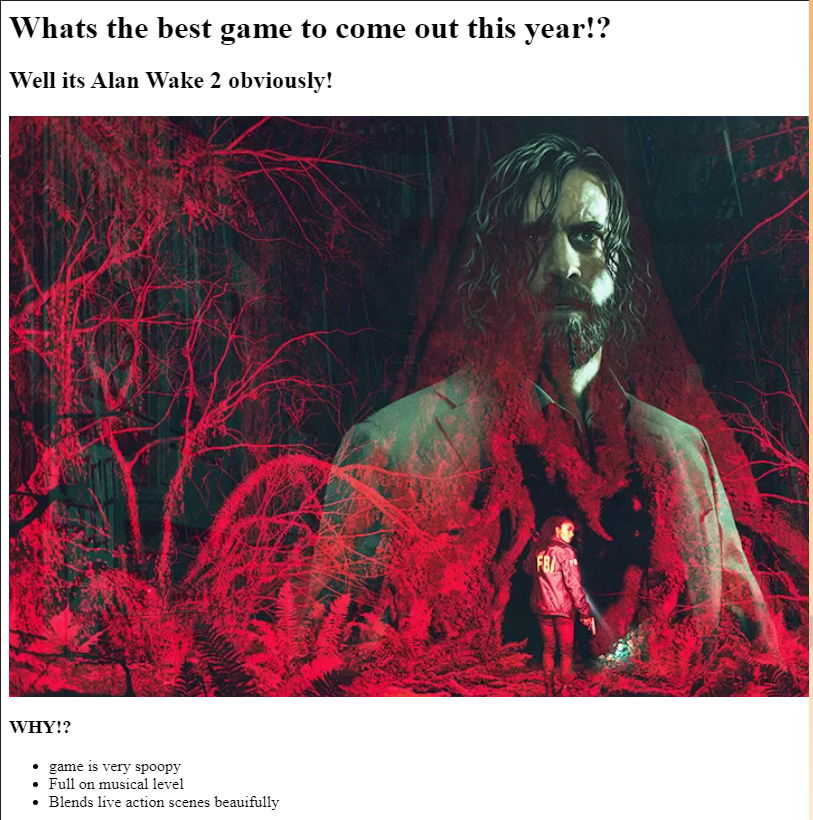 Whats the best game to come out this year!?
Well its Alan Wake 2 obviously!
FBI
WHY!?
game is very spoopy
Full on musical level
Blends live action scenes beauifully